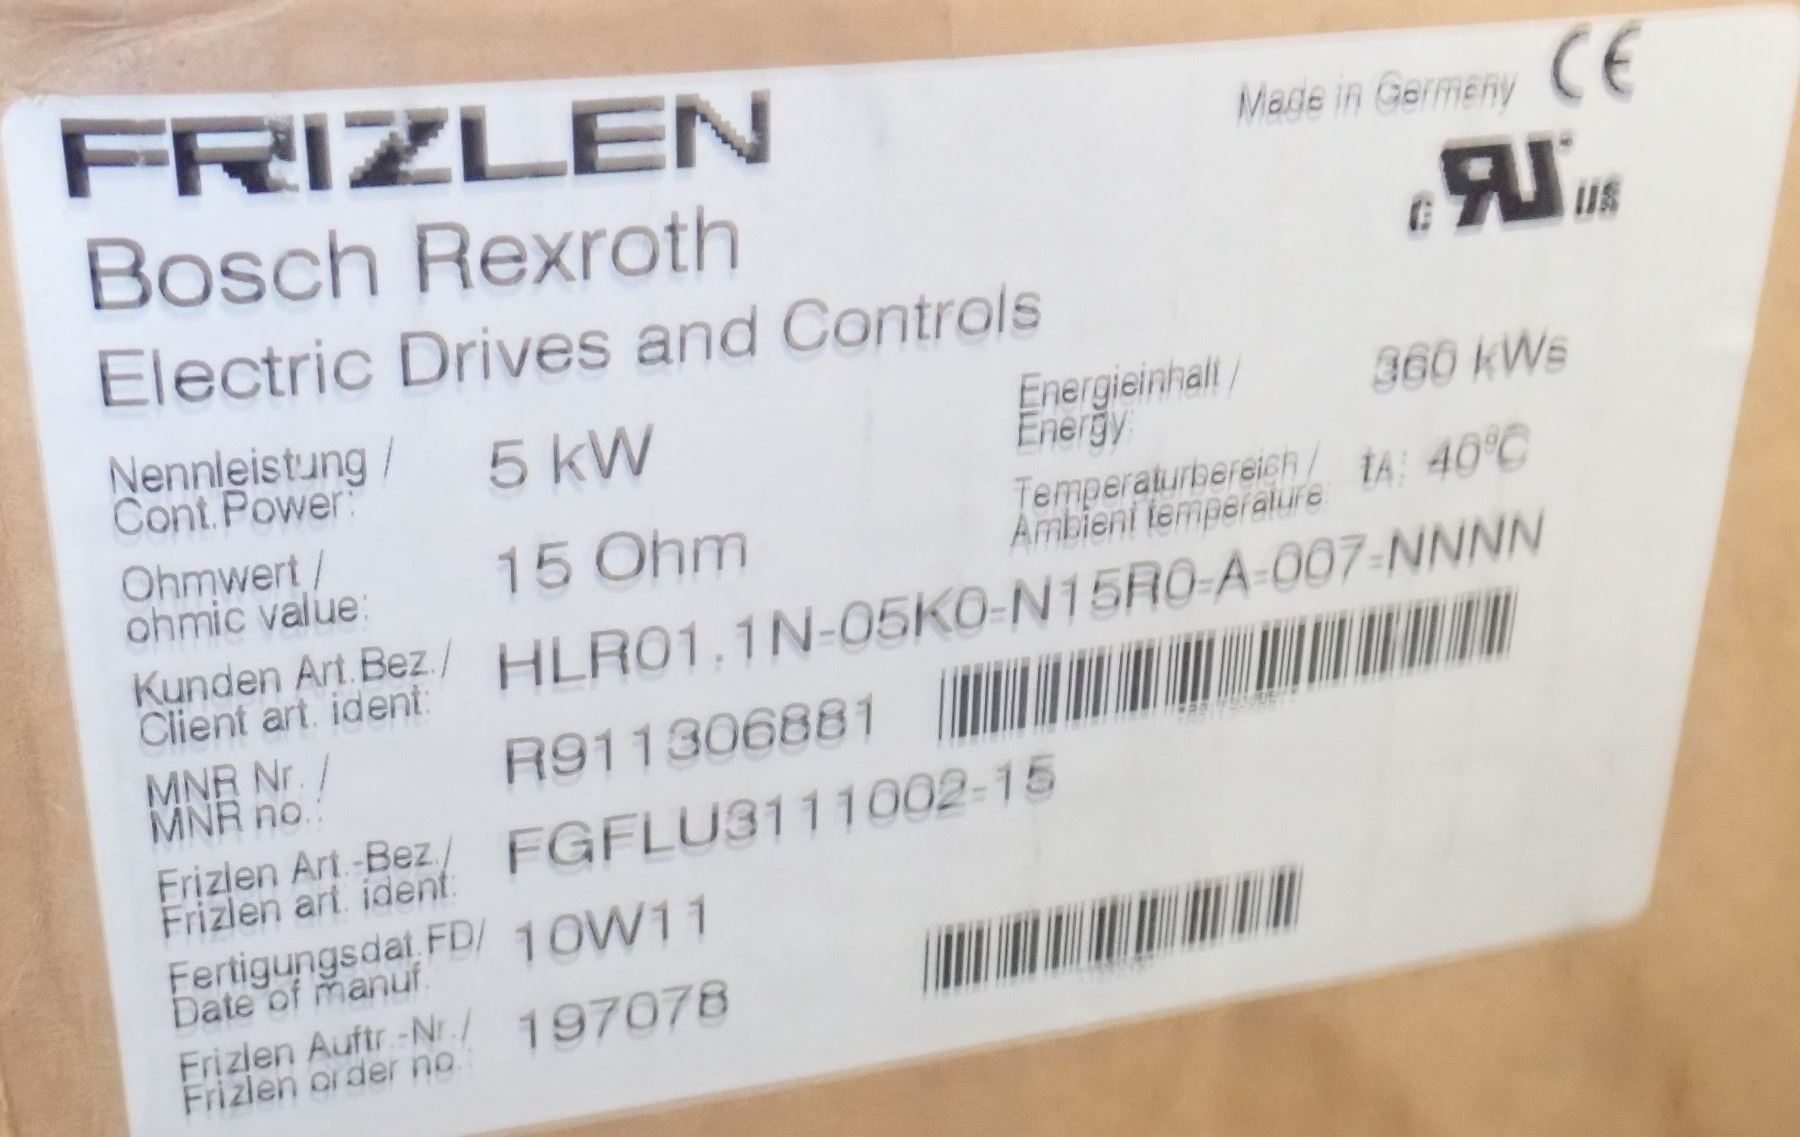 FRIZLEN
Made in Germany CE
Bosch Rexroth
Electric Drives and Controls
c RU US
Nennleistung / 5 kW
Cont. Power:
Energieinhalt / 360 kWs
Energy:
Ohmwert / 15 Ohm
ohmic value:
Temperaturbereich / tA: 40°C
Ambient temperature:
Kunden Art.Bez./ HLR01.1N-05K0-N15R0-A-007-NNNN
Client art. ident:
MNR Nr. / R911306881
MNR no.:
Frizlen Art.-Bez./ FGFLU3111002-15
Frizlen art. ident:
Fertigungsdat.FD/ 10W11
Date of manuf.
Frizlen Auftr.-Nr./ 197078
Frizlen order no.: